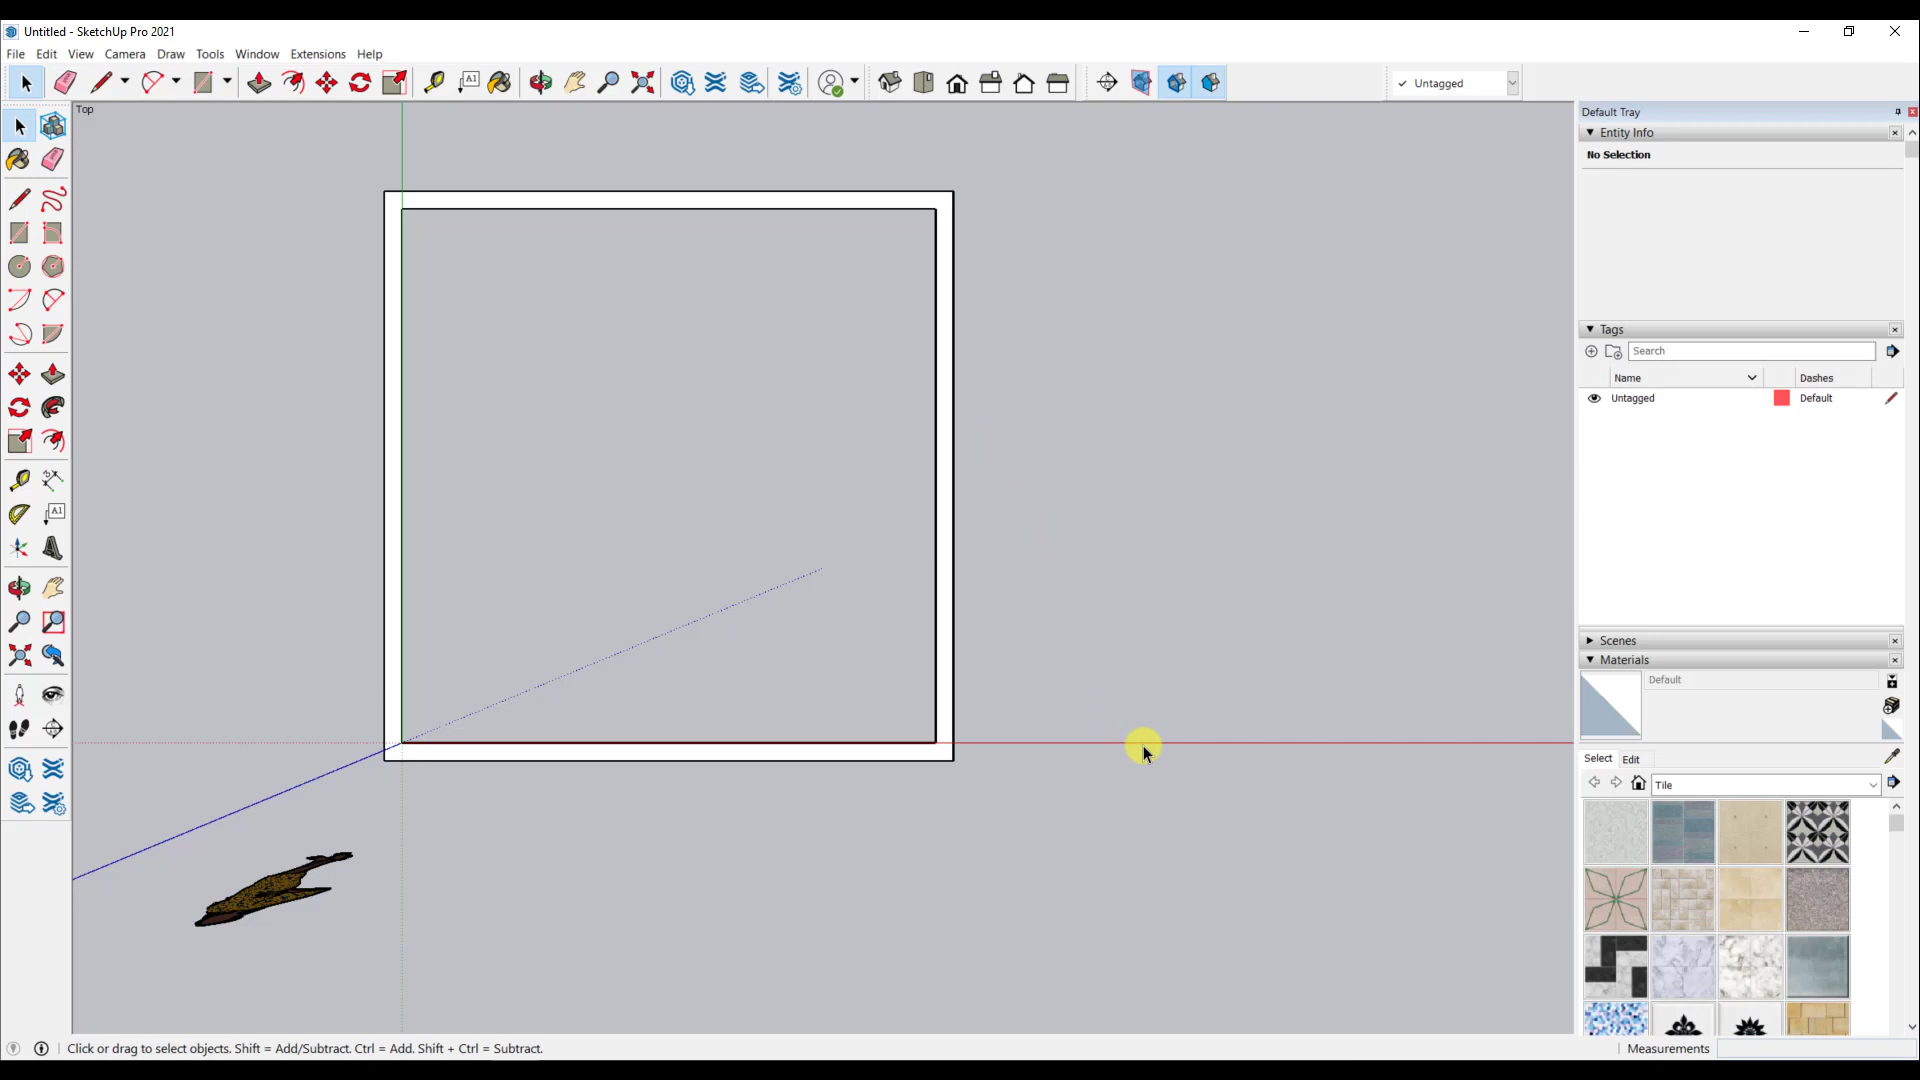 Untitled - SketchUp Pro 2021
File Edit View Camera Draw Tools Window Extensions Help
A1
✓ Untagged
Top
Default Tray
Entity Info
No Selection
Tags
Search
Name Dashes
Untagged Default
A1
Scenes
Materials
Default
Select Edit
Tile
Click or drag to select objects. Shift = Add/Subtract. Ctrl = Add. Shift + Ctrl = Subtract.
Measurements